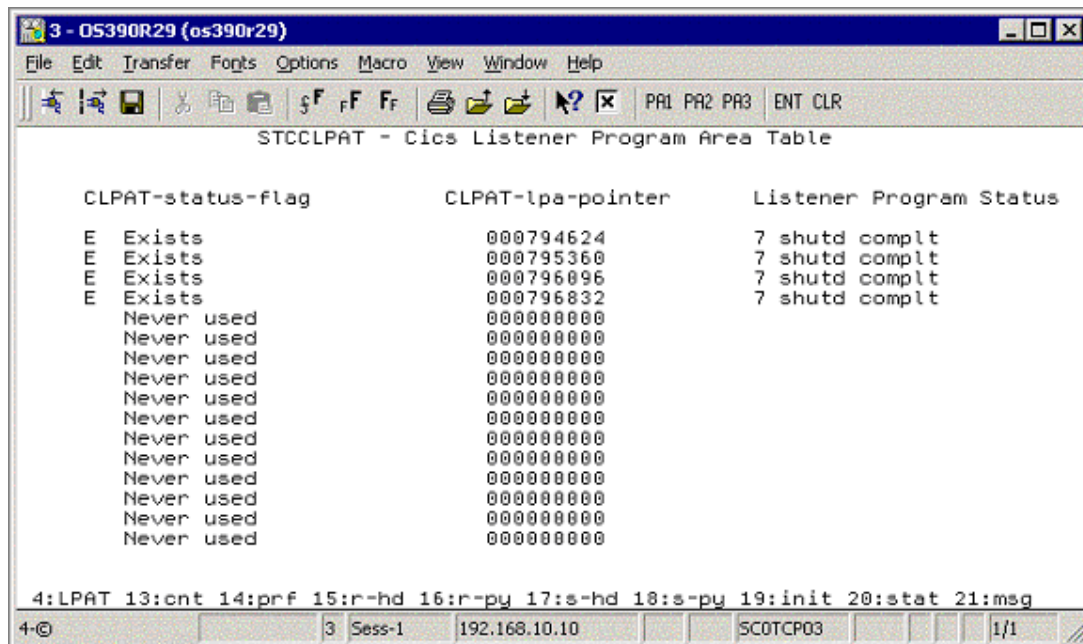 3 - OS390R29 (os390r29)
File Edit Transfer Fonts Options Macro View Window Help
PA1 PA2 PA3 ENT CLR
STCCLPAT - Cics Listener Program Area Table
CLPAT-status-flag CLPAT-lpa-pointer Listener Program Status
E Exists 000794624 7 shutd complt
E Exists 000795360 7 shutd complt
E Exists 000796096 7 shutd complt
E Exists 000796832 7 shutd complt
Never used 000000000
Never used 000000000
Never used 000000000
Never used 000000000
Never used 000000000
Never used 000000000
Never used 000000000
Never used 000000000
Never used 000000000
Never used 000000000
Never used 000000000
Never used 000000000
4:LPAT 13:cnt 14:prf 15:r-hd 16:r-py 17:s-hd 18:s-py 19:init 20:stat 21:msg
4-© 3 Sess-1 192.168.10.10 SC0TCP03 1/1